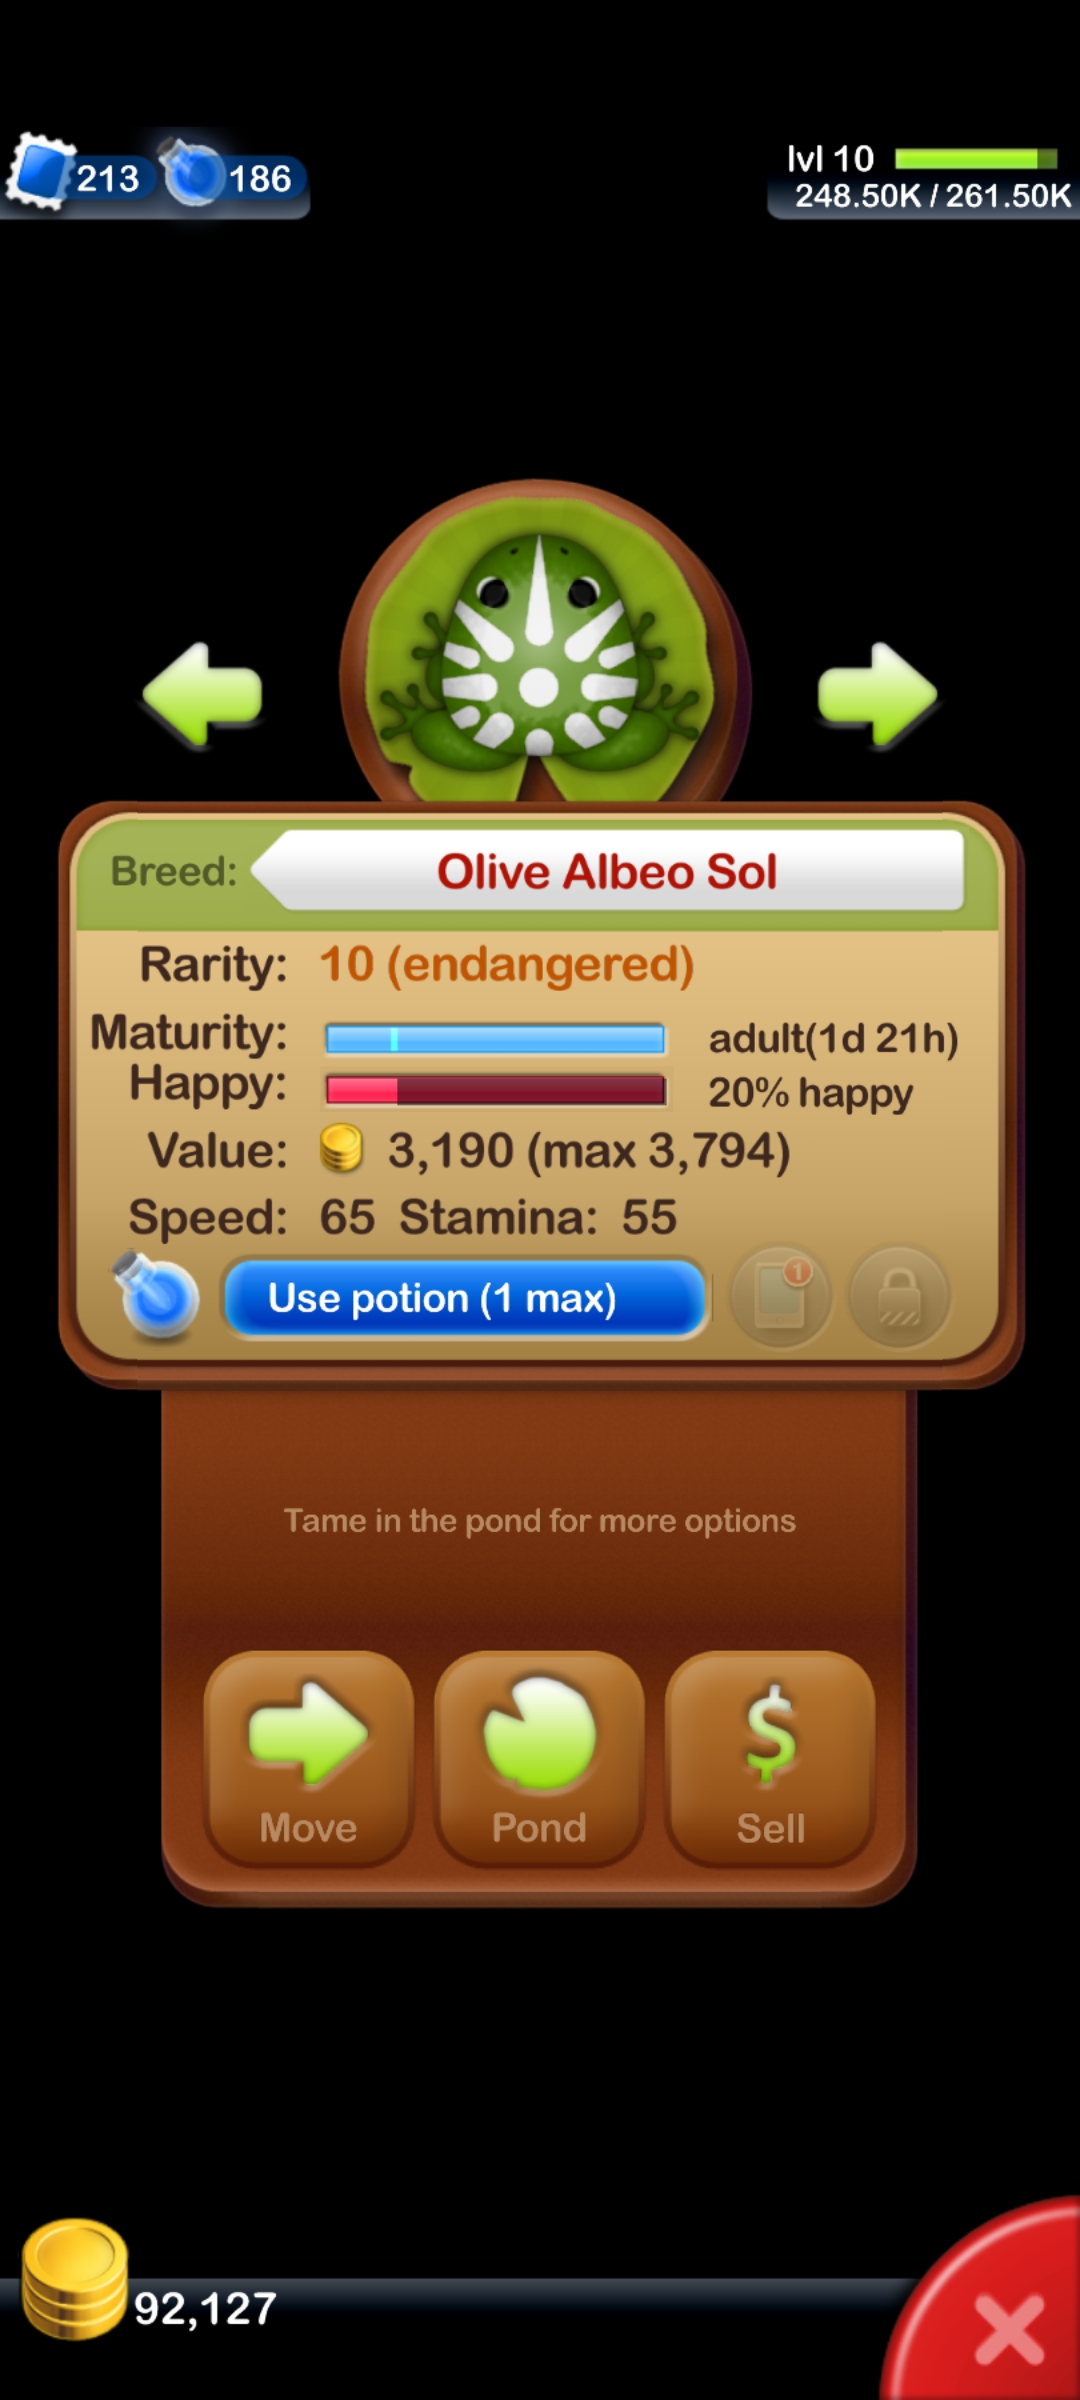 213 186
lvl 10
248.50K / 261.50K
Breed: Olive Albeo Sol
Rarity: 10 (endangered)
Maturity: adult(1d 21h)
Happy: 20% happy
Value: 3,190 (max 3,794)
Speed: 65 Stamina: 55
Use potion (1 max) 1
Tame in the pond for more options
$
Move Pond Sell
92,127